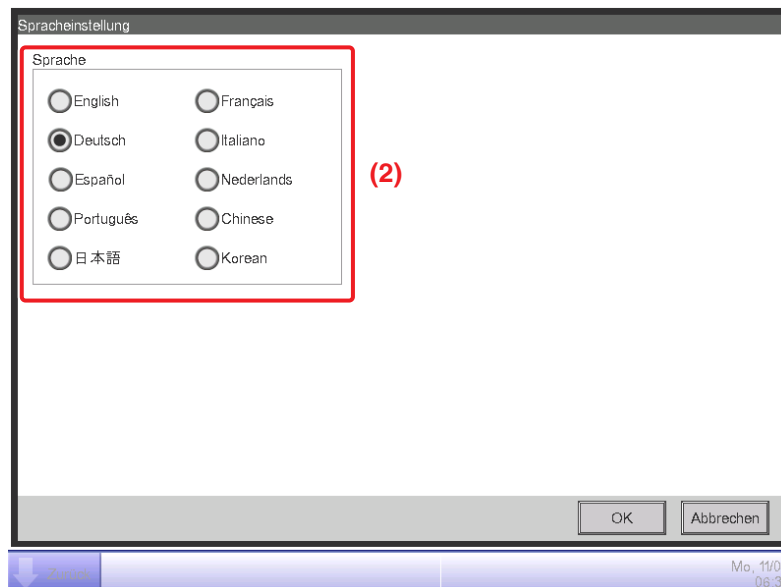 Spracheinstellung
Sprache
English
Français
Deutsch
Italiano
Español
Nederlands
(2)
Português
Chinese
日本語
Korean
OK
Abbrechen
Mo, 11/0
06:3